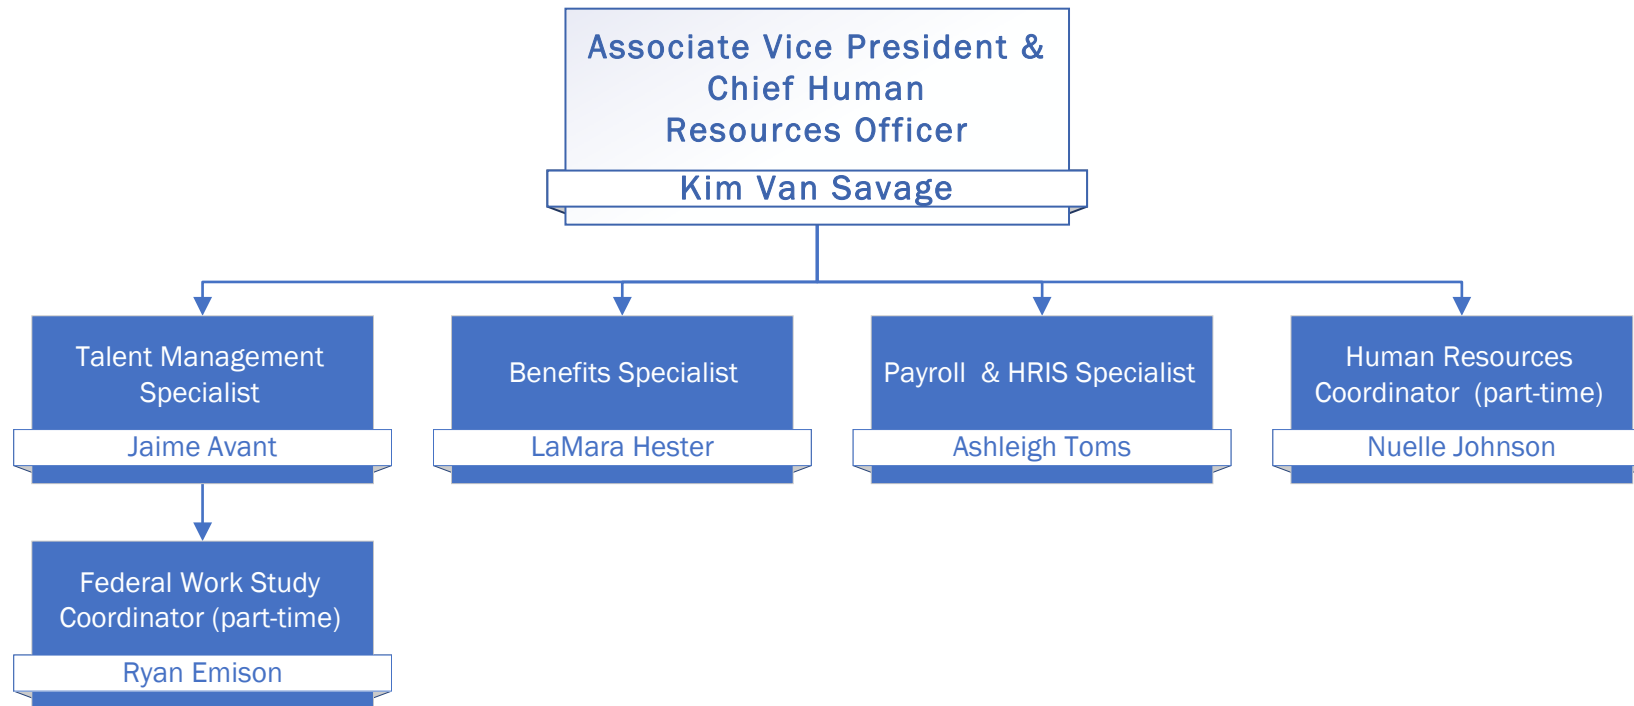 Associate Vice President &
Chief Human
Resources Officer
Kim Van Savage
Talent Management
Specialist
Jaime Avant
Benefits Specialist
LaMara Hester
Payroll  & HRIS Specialist
Ashleigh Toms
Human Resources
Coordinator  (part-time)
Nuelle Johnson
Federal Work Study
Coordinator (part-time)
Ryan Emison